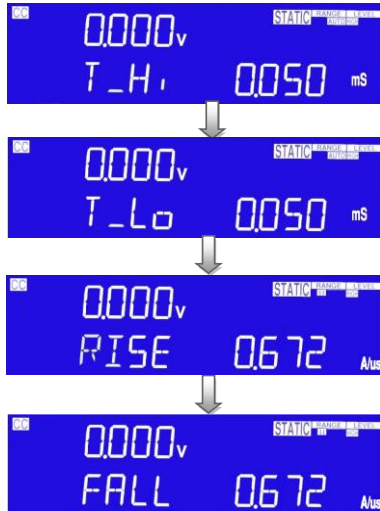 CC STATIC RANGE LEVEL
AUTO HIGH
0.000v
T_Hi 0.050 mS
CC STATIC RANGE LEVEL
AUTO HIGH
0.000v
T_Lo 0.050 mS
CC STATIC RANGE LEVEL
0.000v
RISE 0.672 A/us
CC STATIC RANGE LEVEL
0.000v
FALL 0.672 A/us